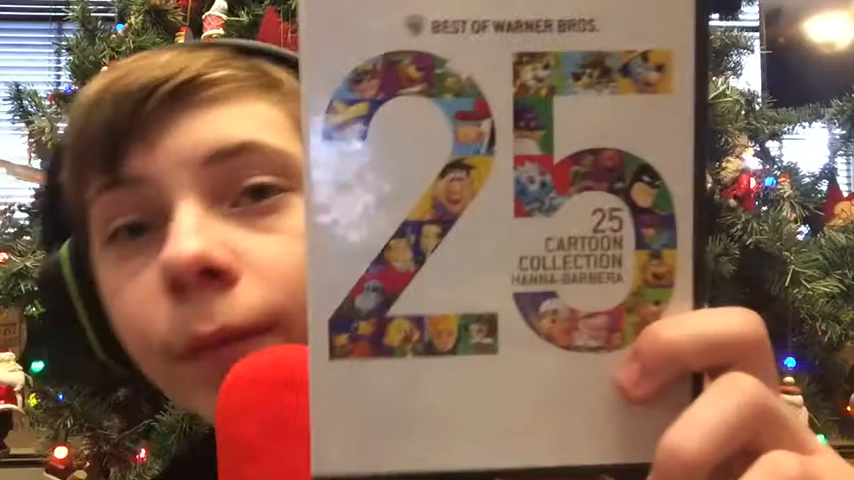 BEST OF WARNER BROS.
25
25
CARTOON
COLLECTION
HANNA-BARBERA